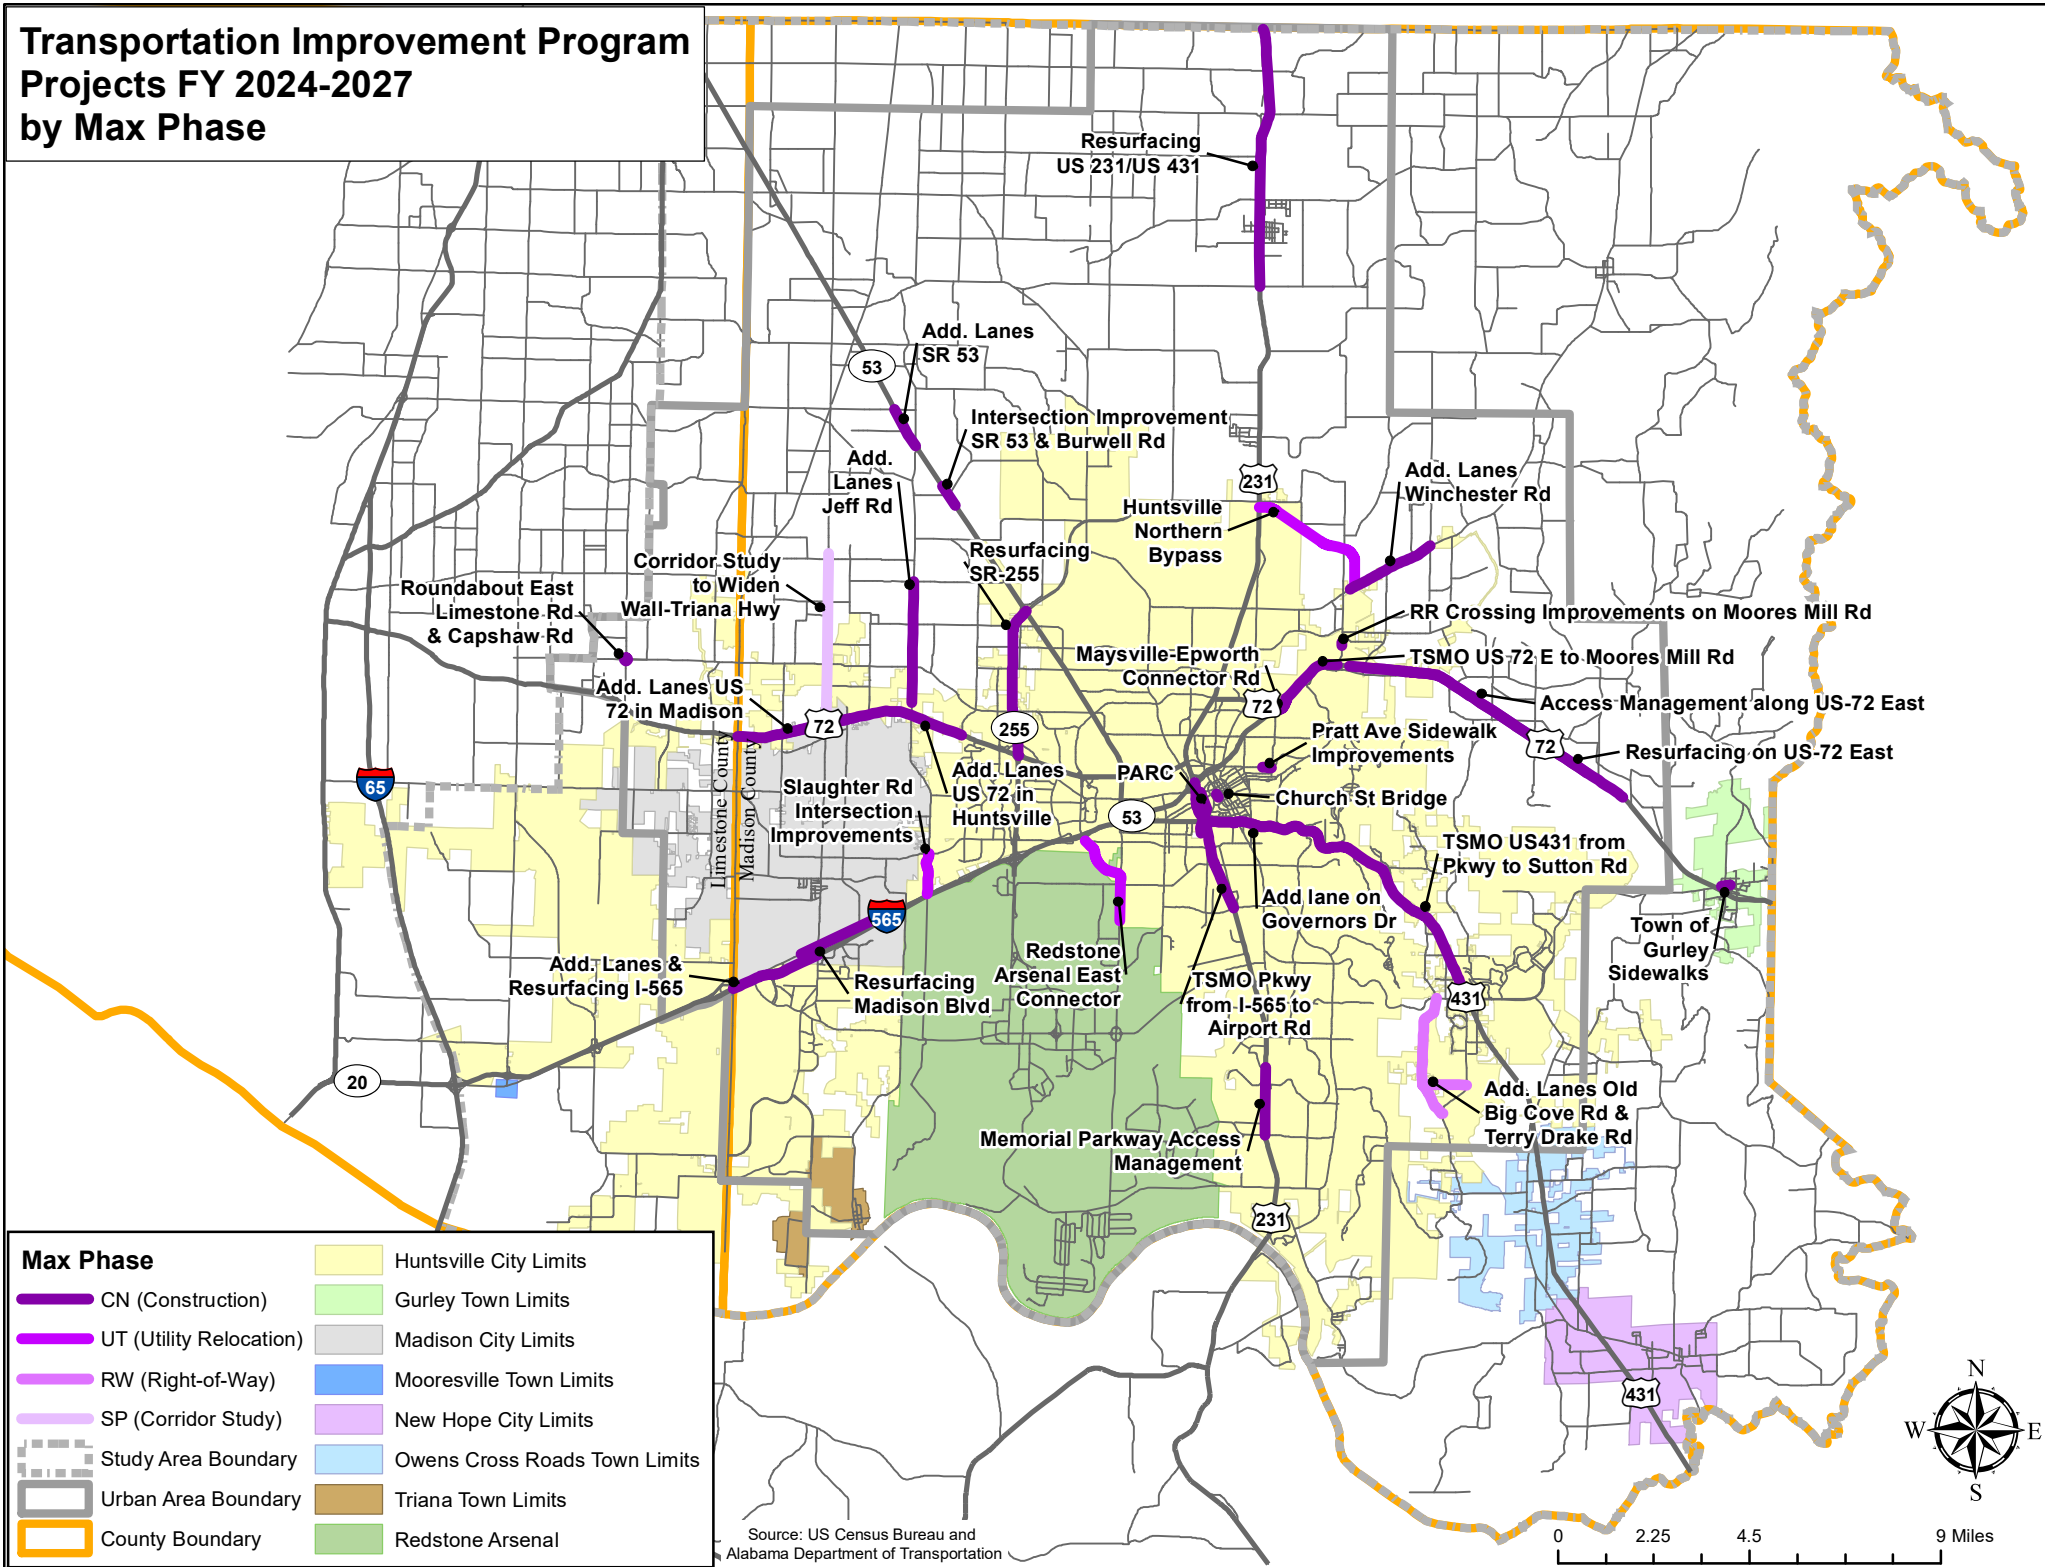 Transportation Improvement Program
Projects FY 2024-2027
by Max Phase
Resurfacing
US 231/US 431
Add. Lanes
SR 53
53
Intersection Improvement
SR 53 & Burwell Rd
Add.
Lanes
Jeff Rd
231
Add. Lanes
Winchester Rd
Huntsville
Northern
Bypass
Resurfacing
SR-255
Corridor Study
to Widen
Wall-Triana Hwy
Roundabout East
Limestone Rd
& Capshaw Rd
RR Crossing Improvements on Moores Mill Rd
Maysville-Epworth
Connector Rd
TSMO US 72 E to Moores Mill Rd
Add. Lanes US
72 in Madison
72
255
72
Access Management along US-72 East
Pratt Ave Sidewalk
Improvements
72
Resurfacing on US-72 East
65
Limestone County
Madison County
Slaughter Rd
Intersection
Improvements
Add. Lanes
US 72 in
Huntsville
PARC
53
Church St Bridge
TSMO US431 from
Pkwy to Sutton Rd
Add lane on
Governors Dr
565
Town of
Gurley
Sidewalks
Add. Lanes &
Resurfacing I-565
Resurfacing
Madison Blvd
Redstone
Arsenal East
Connector
TSMO Pkwy
from I-565 to
Airport Rd
431
20
Add. Lanes Old
Big Cove Rd &
Terry Drake Rd
Memorial Parkway Access
Management
231
431
Max Phase
CN (Construction)
UT (Utility Relocation)
RW (Right-of-Way)
SP (Corridor Study)
Study Area Boundary
Urban Area Boundary
County Boundary
Huntsville City Limits
Gurley Town Limits
Madison City Limits
Mooresville Town Limits
New Hope City Limits
Owens Cross Roads Town Limits
Triana Town Limits
Redstone Arsenal
Source: US Census Bureau and
Alabama Department of Transportation
N
W E
S
0 2.25 4.5 9 Miles